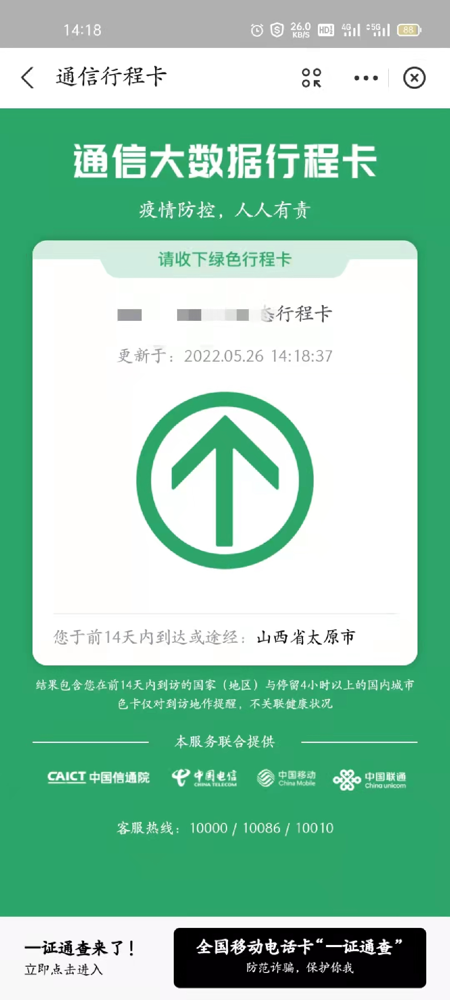 14:18
26.0 KB/S HD 4G 5G 88
通信行程卡
通信大数据行程卡
疫情防控，人人有责
请收下绿色行程卡
态行程卡
更新于：2022.05.26 14:18:37
您于前14天内到达或途经：山西省太原市
结果包含您在前14天内到访的国家（地区）与停留4小时以上的国内城市
色卡仅对到访地作提醒，不关联健康状况
本服务联合提供
CAICT 中国信通院 中国电信 CHINA TELECOM 中国移动 China Mobile 中国联通 China unicom
客服热线：10000 / 10086 / 10010
一证通查来了！
立即点击进入
全国移动电话卡“一证通查”
防范诈骗，保护你我